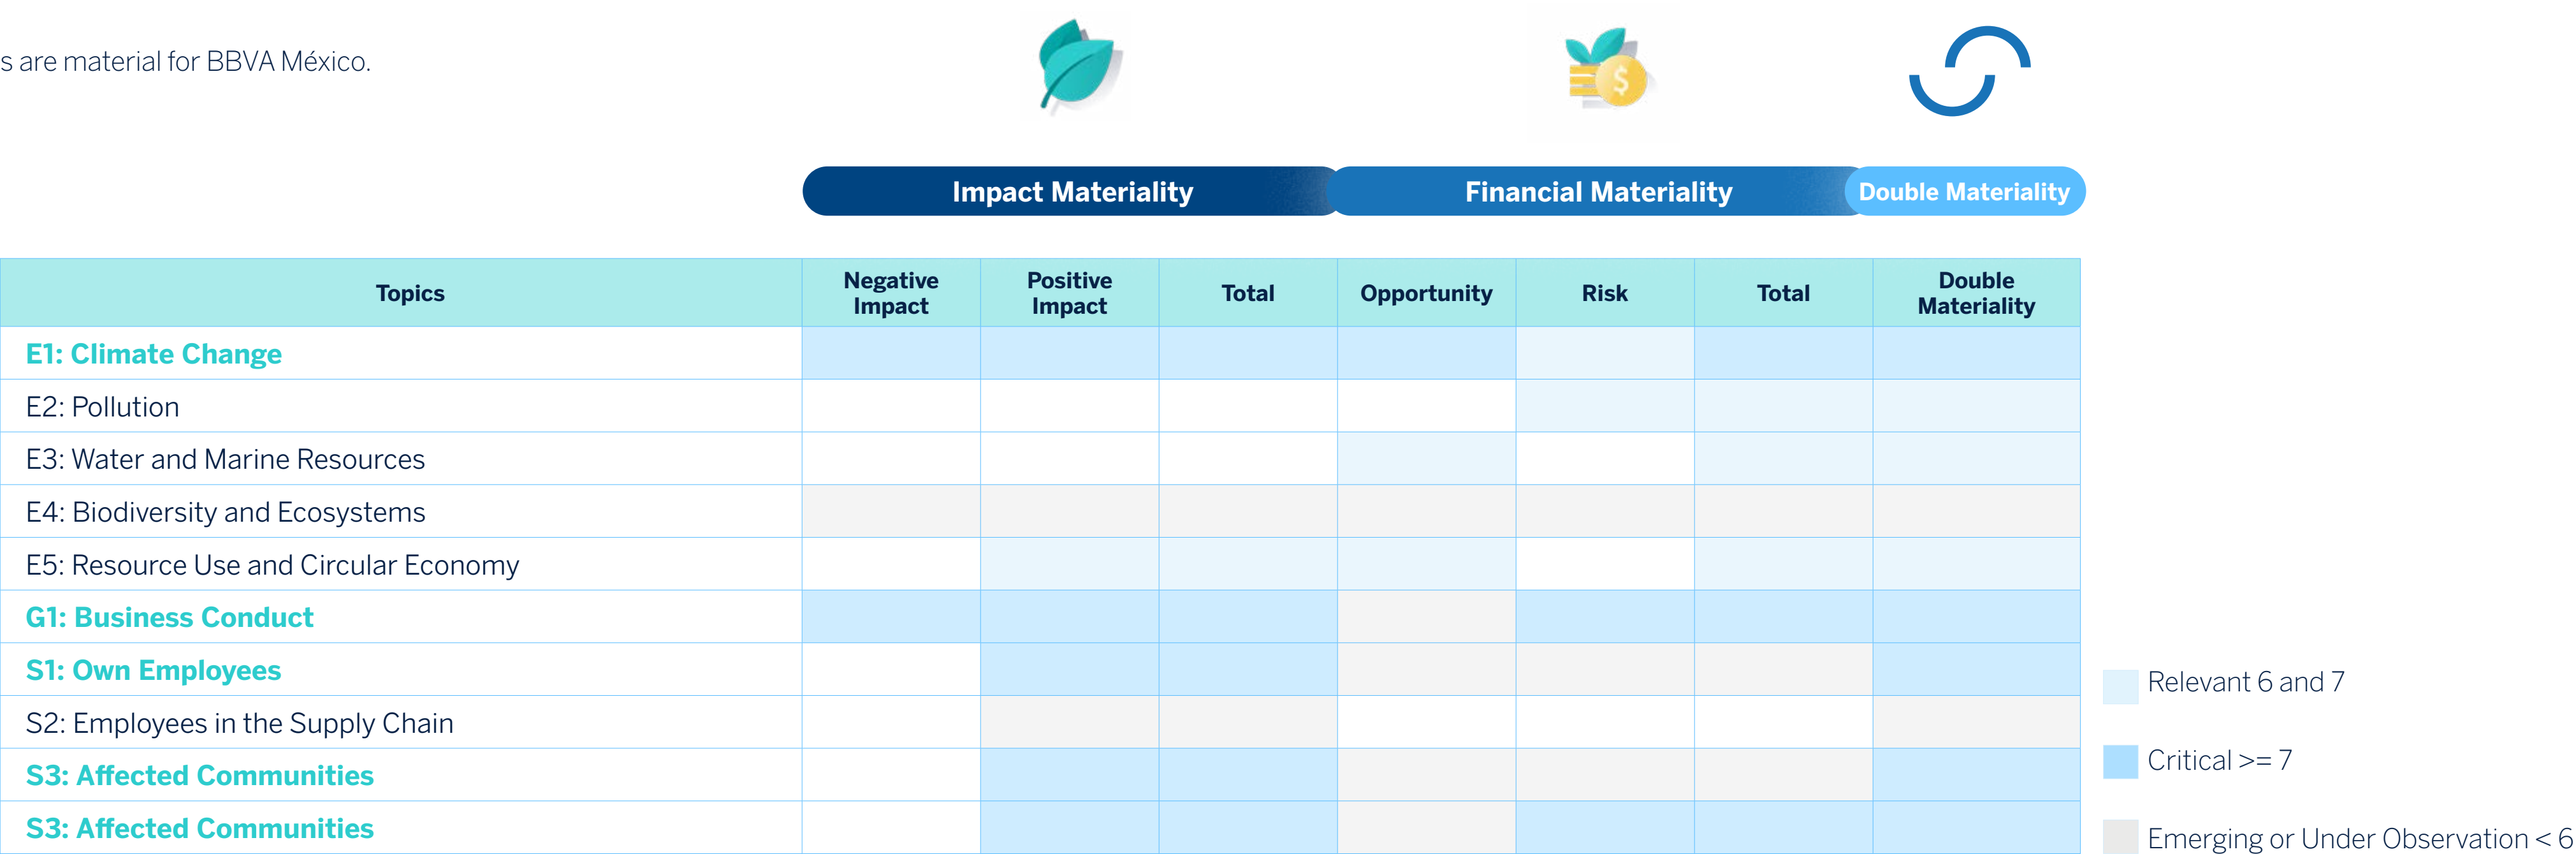 s are material for BBVA México.
Impact Materiality
Financial Materiality
Double Materiality
Topics
Negative
Impact
Positive
Impact
Total
Opportunity
Risk
Total
Double
Materiality
E1: Climate Change
E2: Pollution
E3: Water and Marine Resources
E4: Biodiversity and Ecosystems
E5: Resource Use and Circular Economy
G1: Business Conduct
S1: Own Employees
S2: Employees in the Supply Chain
S3: Affected Communities
S3: Affected Communities
Relevant 6 and 7
Critical >= 7
Emerging or Under Observation < 6